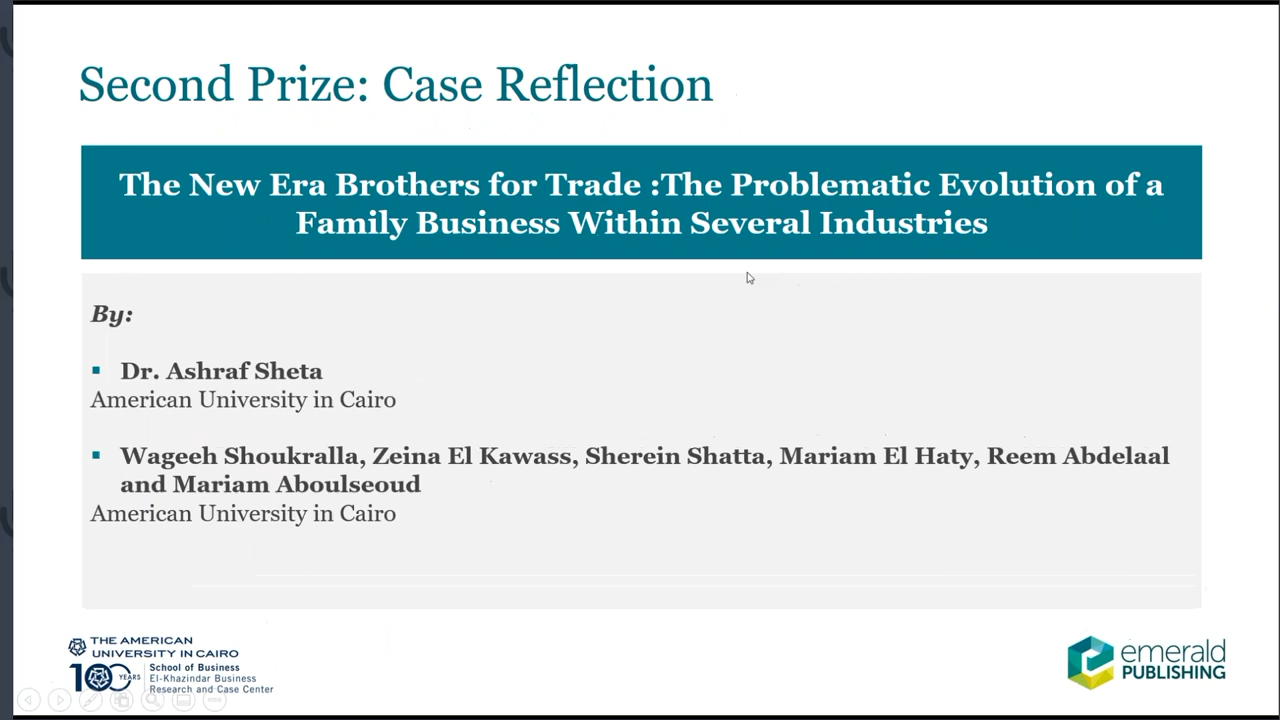 Second Prize: Case Reflection
The New Era Brothers for Trade :The Problematic Evolution of a
Family Business Within Several Industries
By:
▪ Dr. Ashraf Sheta
American University in Cairo
▪ Wageeh Shoukralla, Zeina El Kawass, Sherein Shatta, Mariam El Haty, Reem Abdelaal
and Mariam Aboulseoud
American University in Cairo
THE AMERICAN
UNIVERSITY IN CAIRO
100 YEARS
School of Business
El-Khazindar Business
Research and Case Center
emerald
PUBLISHING